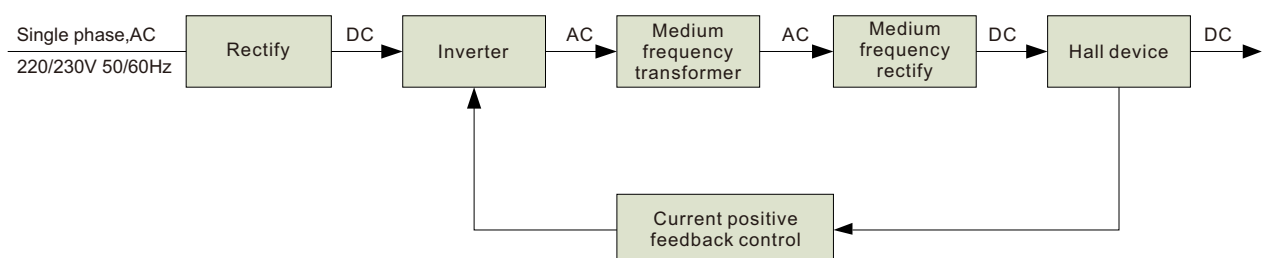 Single phase,AC
220/230V 50/60Hz
Rectify
DC
Inverter
AC
Medium
frequency
transformer
AC
Medium
frequency
rectify
DC
Hall device
DC
Current positive
feedback control